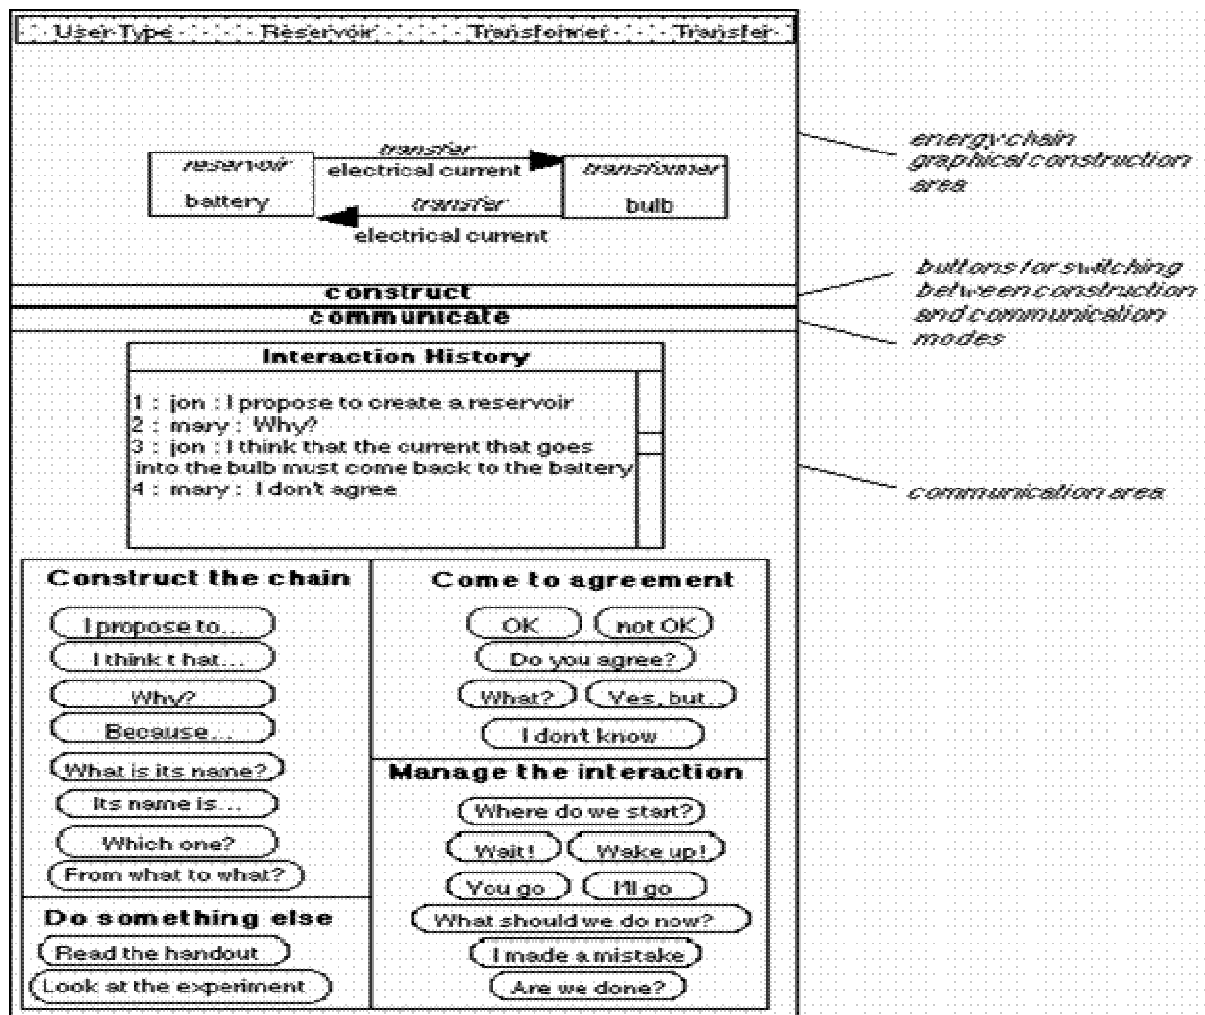 User-Type Reservoir Transformer Transfer
energy chain
graphical construction
area
transfer
reservoir
electrical current
transformer
battery
transfer
bulb
electrical current
buttons for switching
between construction
and communication
modes
construct
communicate
Interaction History
1 : jon : I propose to create a reservoir
2 : mary : Why?
3 : jon : I think that the current that goes
into the bulb must come back to the battery
4 : mary : I don't agree
communication area
Construct the chain
I propose to...
I think t hat...
Why?
Because...
What is its name?
Its name is...
Which one?
From what to what?
Do something else
Read the handout
Look at the experiment
Come to agreement
OK not OK
Do you agree?
What? Yes, but..
I don't know
Manage the interaction
Where do we start?
Wait! Wake up!
You go I'll go
What should we do now?
I made a mistake
Are we done?